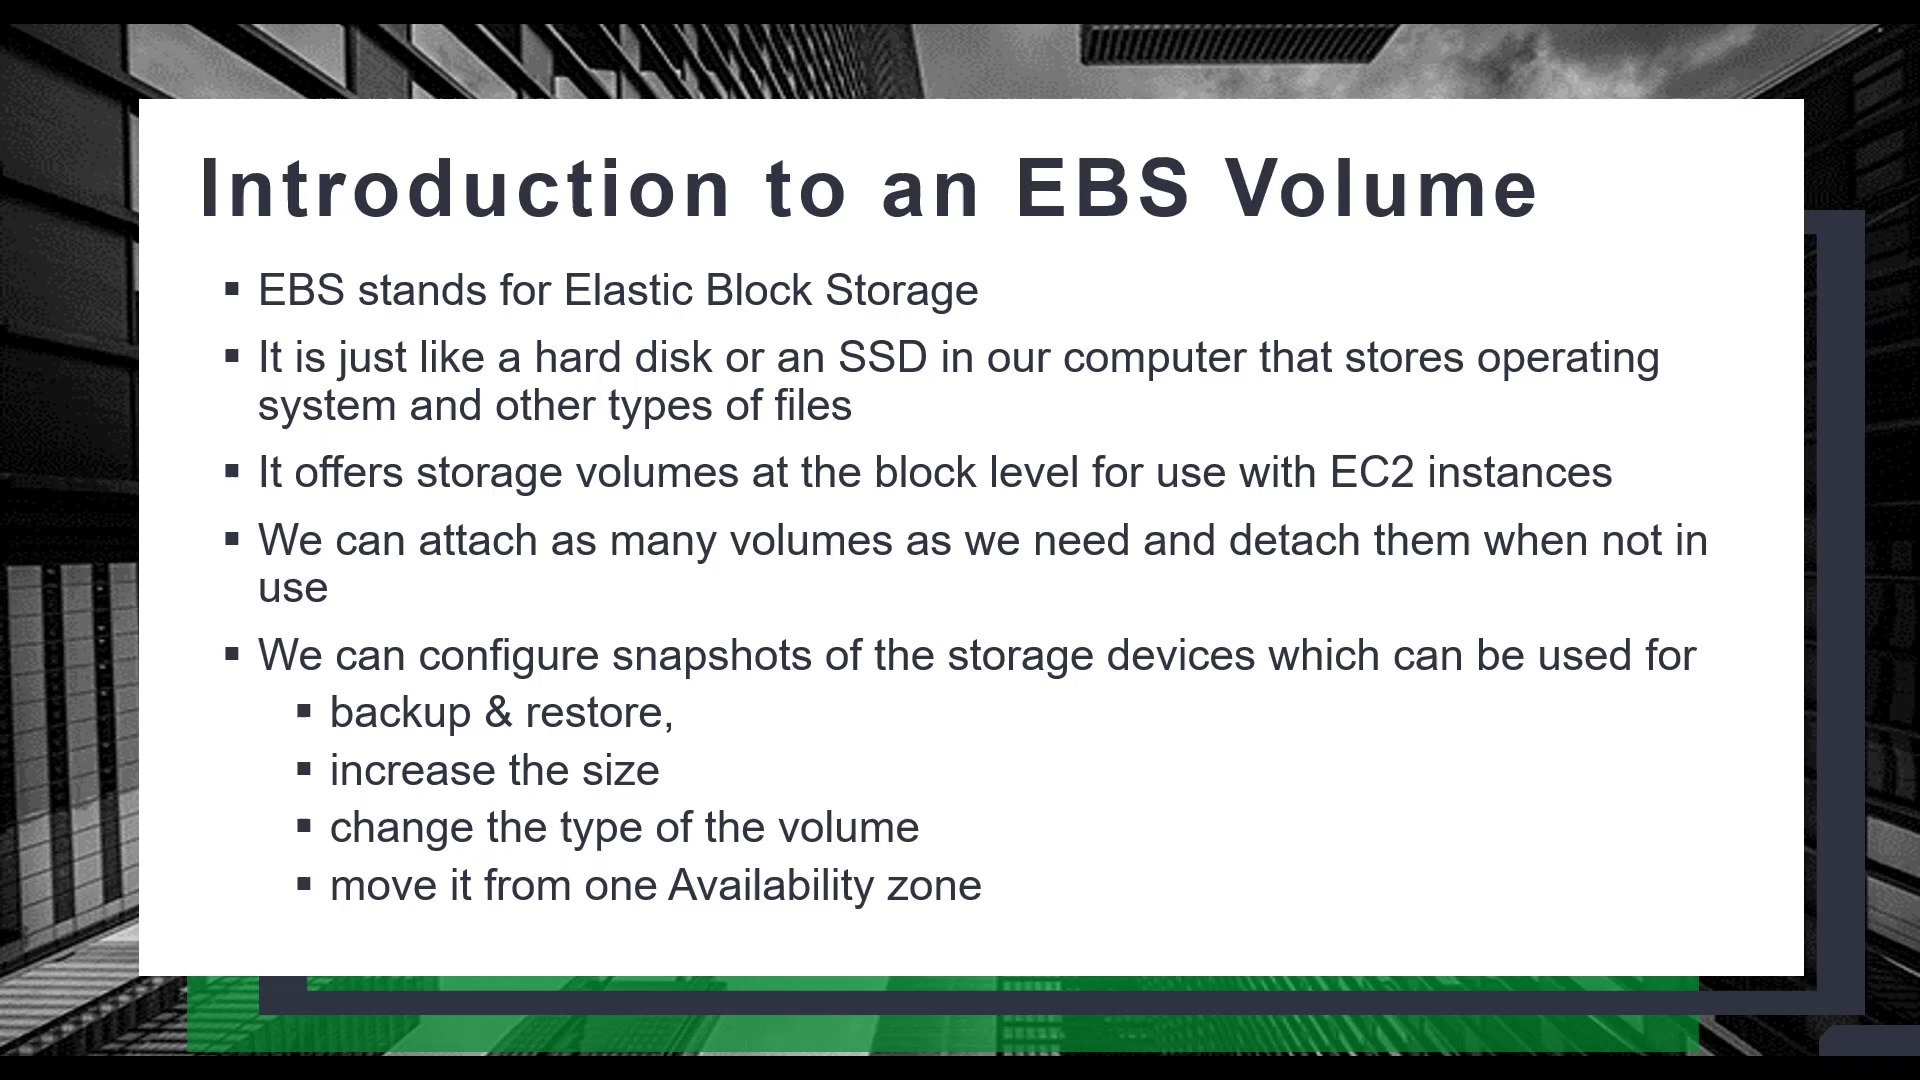 Introduction to an EBS Volume
▪ EBS stands for Elastic Block Storage
▪ It is just like a hard disk or an SSD in our computer that stores operating
system and other types of files
▪ It offers storage volumes at the block level for use with EC2 instances
▪ We can attach as many volumes as we need and detach them when not in
use
▪ We can configure snapshots of the storage devices which can be used for
▪ backup & restore,
▪ increase the size
▪ change the type of the volume
▪ move it from one Availability zone